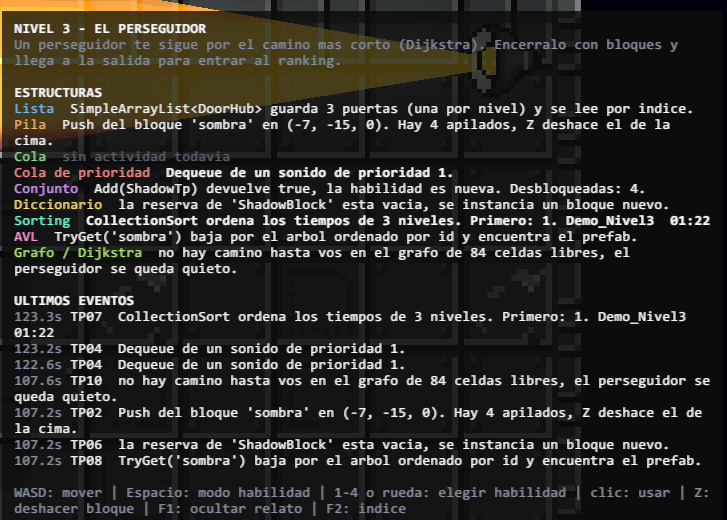 NIVEL 3 - EL PERSEGUIDOR
Un perseguidor te sigue por el camino mas corto (Dijkstra). Encerralo con bloques y
llega a la salida para entrar al ranking.
ESTRUCTURAS
Lista  SimpleArrayList<DoorHub> guarda 3 puertas (una por nivel) y se lee por indice.
Pila  Push del bloque 'sombra' en (-7, -15, 0). Hay 4 apilados, Z deshace el de la
cima.
Cola  sin actividad todavia
Cola de prioridad  Dequeue de un sonido de prioridad 1.
Conjunto  Add(ShadowTp) devuelve true, la habilidad es nueva. Desbloqueadas: 4.
Diccionario  la reserva de 'ShadowBlock' esta vacia, se instancia un bloque nuevo.
Sorting  CollectionSort ordena los tiempos de 3 niveles. Primero: 1. Demo_Nivel3  01:22
AVL  TryGet('sombra') baja por el arbol ordenado por id y encuentra el prefab.
Grafo / Dijkstra  no hay camino hasta vos en el grafo de 84 celdas libres, el
perseguidor se queda quieto.
ULTIMOS EVENTOS
123.3s TP07  CollectionSort ordena los tiempos de 3 niveles. Primero: 1. Demo_Nivel3
01:22
123.2s TP04  Dequeue de un sonido de prioridad 1.
122.6s TP04  Dequeue de un sonido de prioridad 1.
107.6s TP10  no hay camino hasta vos en el grafo de 84 celdas libres, el perseguidor se
queda quieto.
107.2s TP02  Push del bloque 'sombra' en (-7, -15, 0). Hay 4 apilados, Z deshace el de
la cima.
107.2s TP06  la reserva de 'ShadowBlock' esta vacia, se instancia un bloque nuevo.
107.2s TP08  TryGet('sombra') baja por el arbol ordenado por id y encuentra el prefab.
WASD: mover | Espacio: modo habilidad | 1-4 o rueda: elegir habilidad | clic: usar | Z:
deshacer bloque | F1: ocultar relato | F2: indice